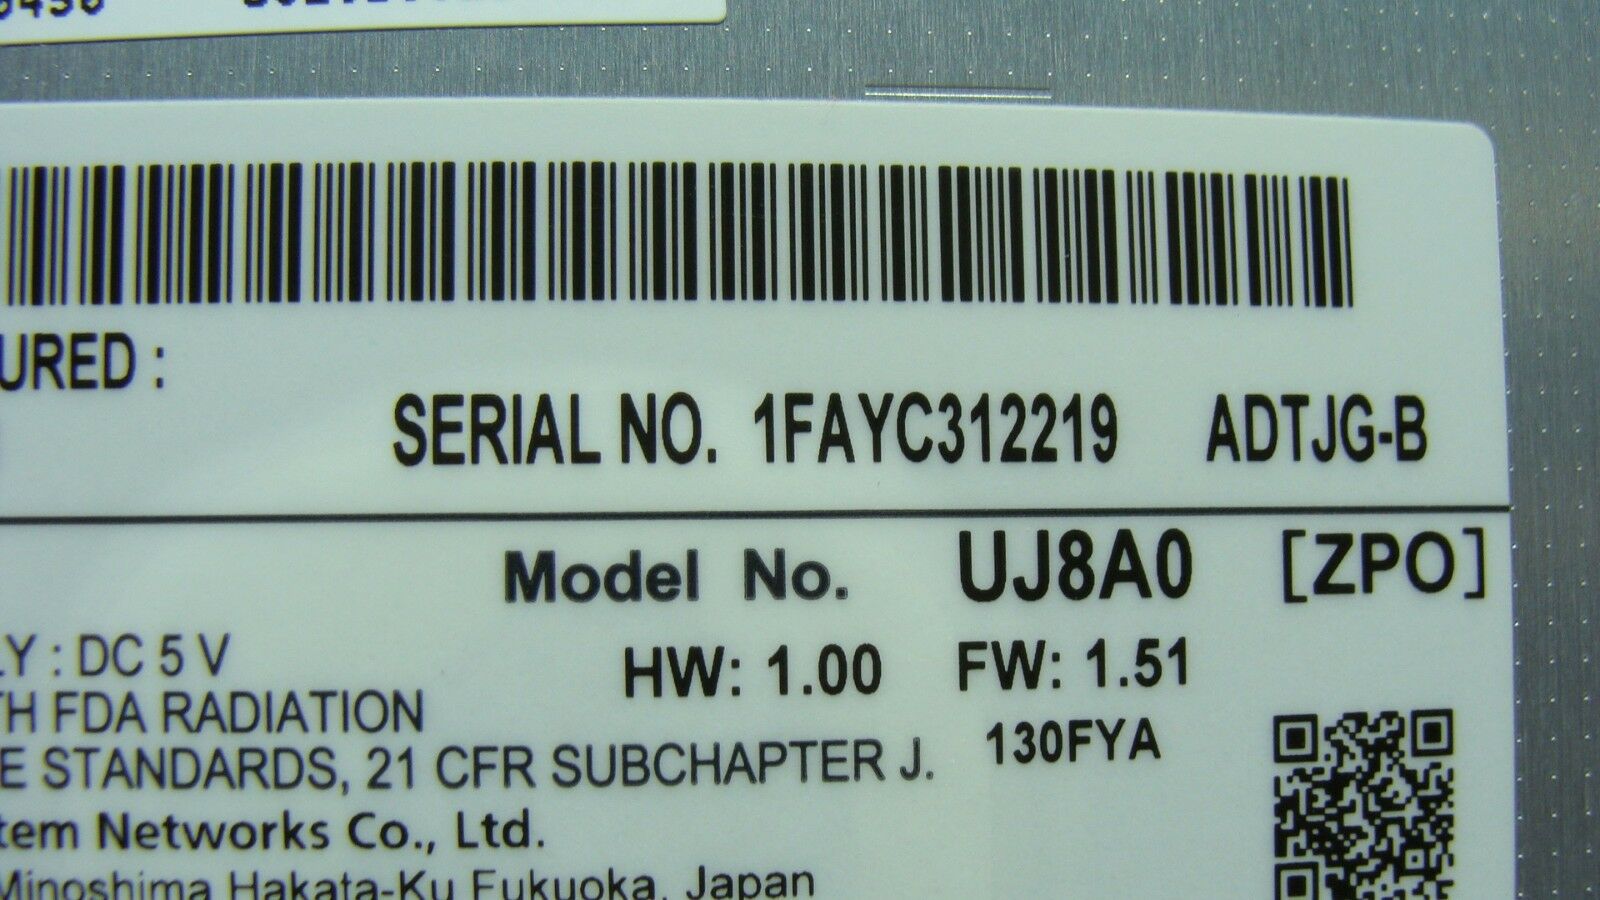 URED :
SERIAL NO. 1FAYC312219 ADTJG-B
Model No. UJ8A0 [ZPO]
LY : DC 5 V
HW: 1.00 FW: 1.51
TH FDA RADIATION
E STANDARDS, 21 CFR SUBCHAPTER J.
130FYA
tem Networks Co., Ltd.
Minoshima Hakata-Ku Fukuoka, Japan